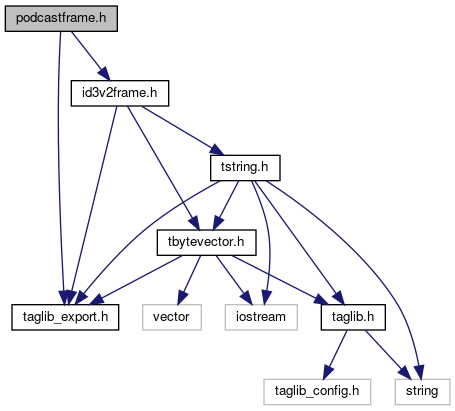 podcastframe.h
id3v2frame.h
tstring.h
tbytevector.h
taglib_export.h
vector
iostream
taglib.h
taglib_config.h
string